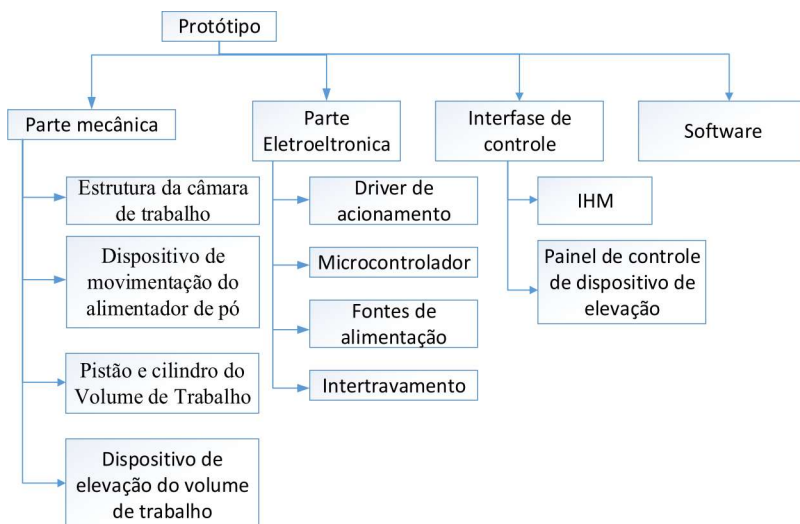 Protótipo
Parte mecânica
Estrutura da câmara
de trabalho
Dispositivo de
movimentação do
alimentador de pó
Pistão e cilindro do
Volume de Trabalho
Dispositivo de
elevação do volume
de trabalho
Parte
Eletroeltronica
Driver de
acionamento
Microcontrolador
Fontes de
alimentação
Intertravamento
Interfase de
controle
IHM
Painel de controle
de dispositivo de
elevação
Software